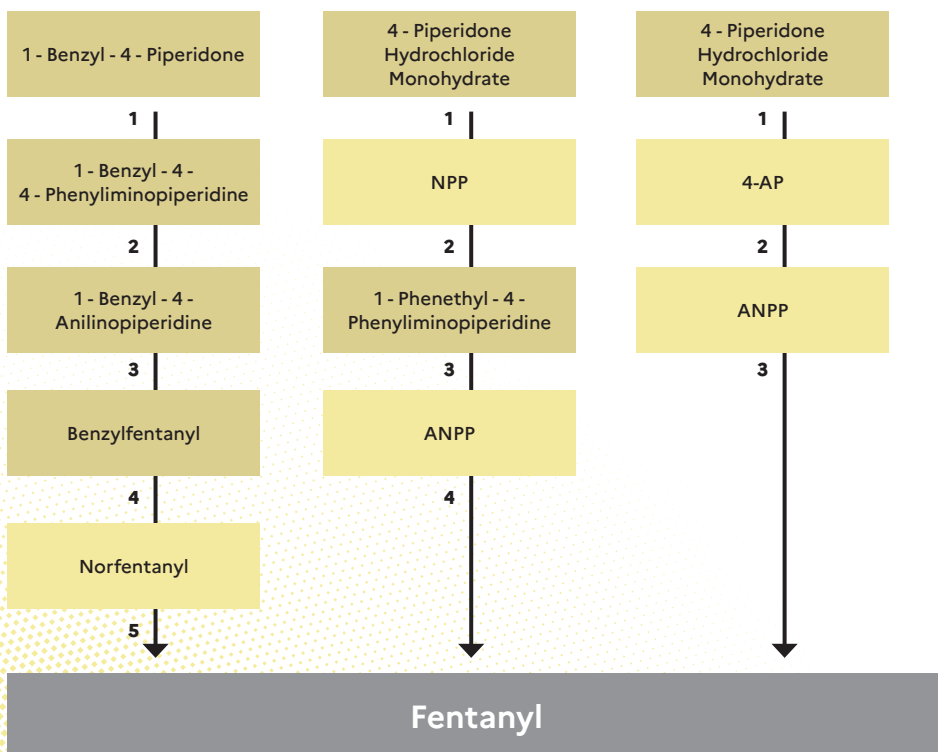 1 - Benzyl - 4 - Piperidone
1
1 - Benzyl - 4 -
4 - Phenyliminopiperidine
2
1 - Benzyl - 4 -
Anilinopiperidine
3
Benzylfentanyl
4
Norfentanyl
5
4 - Piperidone
Hydrochloride
Monohydrate
1
NPP
2
1 - Phenethyl - 4 -
Phenyliminopiperidine
3
ANPP
4
4 - Piperidone
Hydrochloride
Monohydrate
1
4-AP
2
ANPP
3
Fentanyl